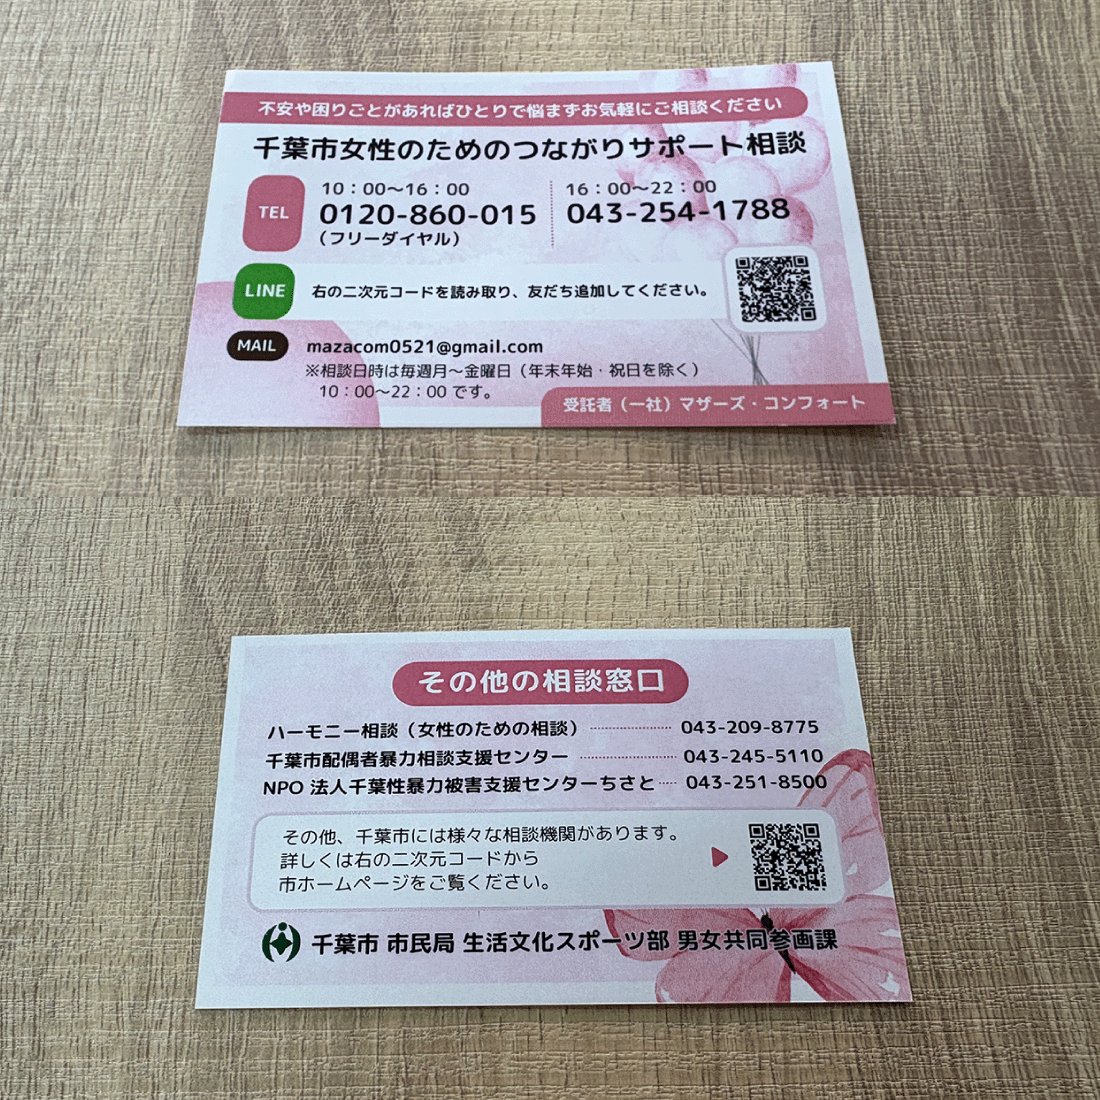 不安や困りごとがあればひとりで悩まずお気軽にご相談ください
千葉市女性のためのつながりサポート相談
TEL
10：00〜16：00
0120-860-015
（フリーダイヤル）
16：00〜22：00
043-254-1788
LINE
右の二次元コードを読み取り、友だち追加してください。
MAIL
mazacom0521@gmail.com
※相談日時は毎週月〜金曜日（年末年始・祝日を除く）
10：00〜22：00 です。
受託者（一社）マザーズ・コンフォート
その他の相談窓口
ハーモニー相談（女性のための相談） 043-209-8775
千葉市配偶者暴力相談支援センター 043-245-5110
NPO 法人千葉性暴力被害支援センターちさと 043-251-8500
その他、千葉市には様々な相談機関があります。
詳しくは右の二次元コードから
市ホームページをご覧ください。
千葉市 市民局 生活文化スポーツ部 男女共同参画課